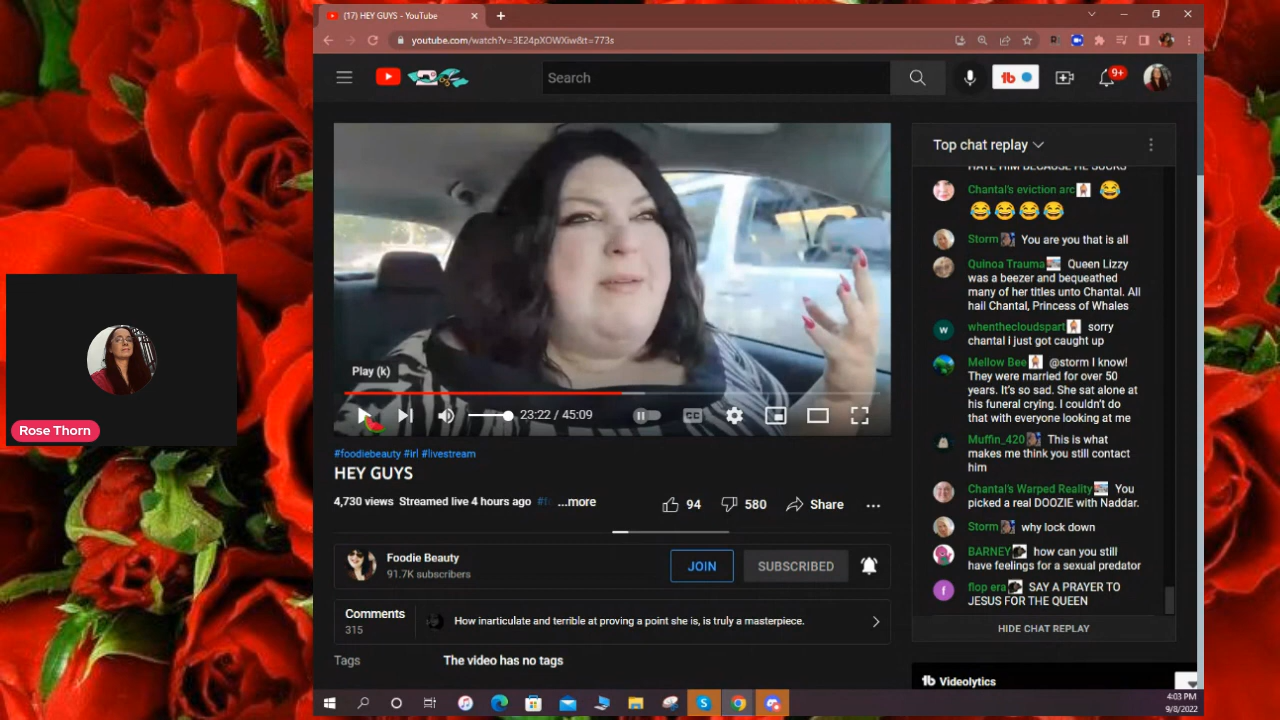 [17] HEY GUYS - YouTube
youtube.com/watch?v=3E24pXOWXiw&t=773s
Search
9+
Top chat replay
HATE HIM BECAUSE HE SUCKS
Chantal's eviction arc 😂
😂😂😂😂
Storm You are you that is all
Quinoa Trauma Queen Lizzy
was a beezer and bequeathed
many of her titles unto Chantal. All
hail Chantal, Princess of Whales
w whenthecloudspart sorry
chantal i just got caught up
Mellow Bee @storm I know!
They were married for over 50
years. It's so sad. She sat alone at
his funeral crying. I couldn't do
that with everyone looking at me
Muffin_420 This is what
makes me think you still contact
him
Chantal's Warped Reality You
picked a real DOOZIE with Naddar.
Storm why lock down
BARNEY how can you still
have feelings for a sexual predator
f flop era SAY A PRAYER TO
JESUS FOR THE QUEEN
HIDE CHAT REPLAY
Play (k)
23:22 / 45:09
CC
#foodiebeauty #irl #livestream
HEY GUYS
4,730 views Streamed live 4 hours ago ...more
94 580 Share
Foodie Beauty
91.7K subscribers
JOIN
SUBSCRIBED
Comments
315
How inarticulate and terrible at proving a point she is, is truly a masterpiece.
Tags The video has no tags
tb Videolytics
Rose Thorn
4:03 PM
9/8/2022